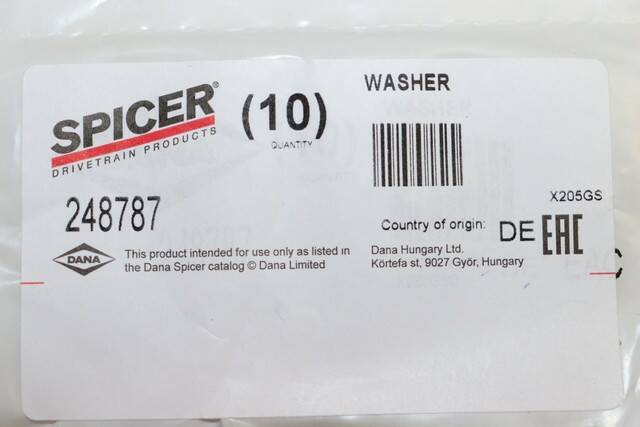 SPICER®
DRIVETRAIN PRODUCTS
(10)
QUANTITY
WASHER
248787
X205GS
Country of origin: DE
EAC
DANA
This product intended for use only as listed in
the Dana Spicer catalog © Dana Limited
Dana Hungary Ltd.
Körtefa st, 9027 Győr, Hungary